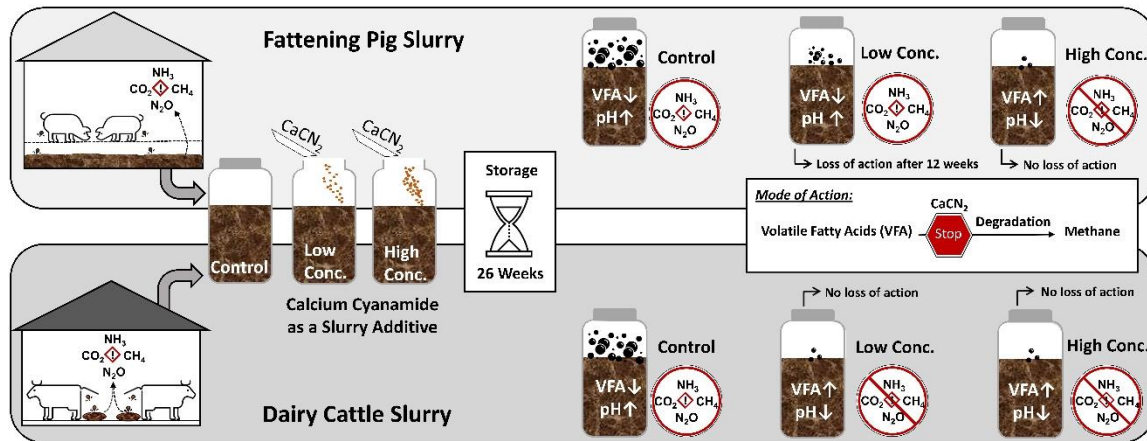 Fattening Pig Slurry
NH₃
CO₂ ! CH₄
N₂O
CaCN₂
CaCN₂
Control
Low
Conc.
High
Conc.
Calcium Cyanamide
as a Slurry Additive
Storage
26 Weeks
Control
VFA↓
pH↑
NH₃
CO₂ ! CH₄
N₂O
Low Conc.
VFA↓
pH ↑
NH₃
CO₂ ! CH₄
N₂O
Loss of action after 12 weeks
High Conc.
VFA↑
pH↓
NH₃
CO₂ ! CH₄
N₂O
No loss of action
Mode of Action:
CaCN₂
Volatile Fatty Acids (VFA) Stop Degradation Methane
Dairy Cattle Slurry
NH₃
CO₂ ! CH₄
N₂O
Control
VFA↓
pH↑
NH₃
CO₂ ! CH₄
N₂O
No loss of action
Low Conc.
VFA↑
pH↓
NH₃
CO₂ ! CH₄
N₂O
No loss of action
High Conc.
VFA↑
pH↓
NH₃
CO₂ ! CH₄
N₂O